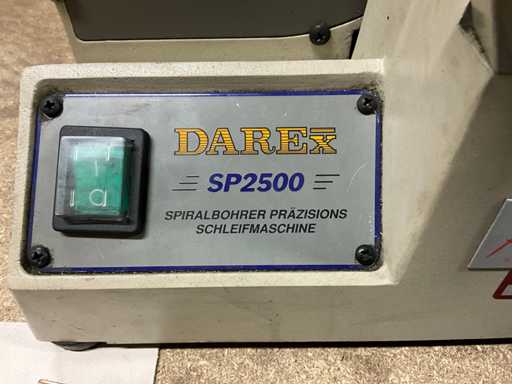 DAREX
SP2500
SPIRALBOHRER PRÄZISIONS
SCHLEIFMASCHINE